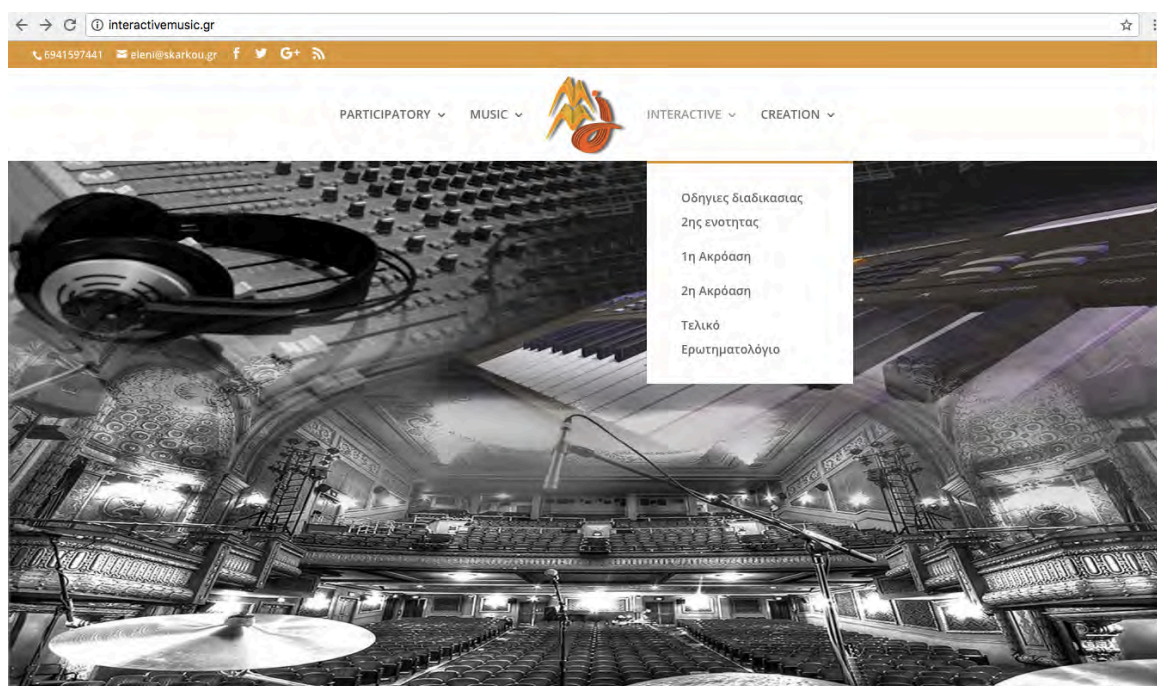 interactivemusic.gr
6941597441 eleni@skarkou.gr f G+
PARTICIPATORY MUSIC INTERACTIVE CREATION
Οδηγιες διαδικασιας
2ης ενοτητας
1η Ακρόαση
2η Ακρόαση
Τελικό
Ερωτηματολόγιο